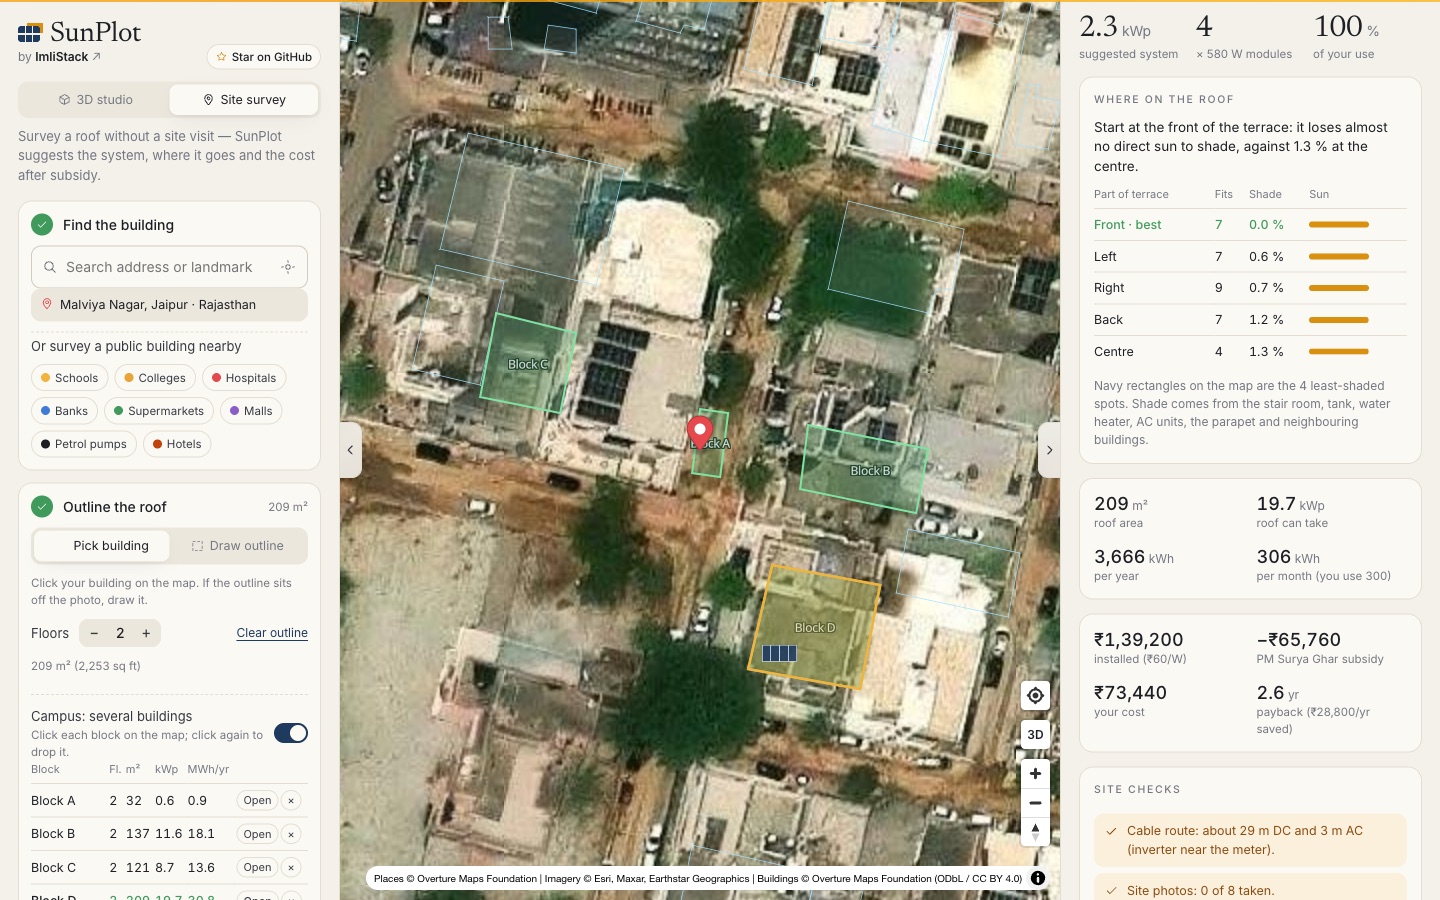 SunPlot
by ImliStack ↗
Star on GitHub
3D studio
Site survey
Survey a roof without a site visit — SunPlot
suggests the system, where it goes and the cost
after subsidy.
Find the building
Search address or landmark
Malviya Nagar, Jaipur · Rajasthan
Or survey a public building nearby
Schools
Colleges
Hospitals
Banks
Supermarkets
Malls
Petrol pumps
Hotels
Outline the roof
209 m²
Pick building
Draw outline
Click your building on the map. If the outline sits
off the photo, draw it.
Floors − 2 +
Clear outline
209 m² (2,253 sq ft)
Campus: several buildings
Click each block on the map; click again to
drop it.
Block Fl. m² kWp MWh/yr
Block A 2 32 0.6 0.9 Open ×
Block B 2 137 11.6 18.1 Open ×
Block C 2 121 8.7 13.6 Open ×
Block C
Block A
Block B
Block D
3D
Places © Overture Maps Foundation | Imagery © Esri, Maxar, Earthstar Geographics | Buildings © Overture Maps Foundation (ODbL / CC BY 4.0)
2.3 kWp
suggested system
4
× 580 W modules
100 %
of your use
WHERE ON THE ROOF
Start at the front of the terrace: it loses almost
no direct sun to shade, against 1.3 % at the
centre.
Part of terrace Fits Shade Sun
Front · best 7 0.0 %
Left 7 0.6 %
Right 9 0.7 %
Back 7 1.2 %
Centre 4 1.3 %
Navy rectangles on the map are the 4 least-shaded
spots. Shade comes from the stair room, tank, water
heater, AC units, the parapet and neighbouring
buildings.
209 m²
roof area
19.7 kWp
roof can take
3,666 kWh
per year
306 kWh
per month (you use 300)
₹1,39,200
installed (₹60/W)
−₹65,760
PM Surya Ghar subsidy
₹73,440
your cost
2.6 yr
payback (₹28,800/yr
saved)
SITE CHECKS
Cable route: about 29 m DC and 3 m AC
(inverter near the meter).
Site photos: 0 of 8 taken.